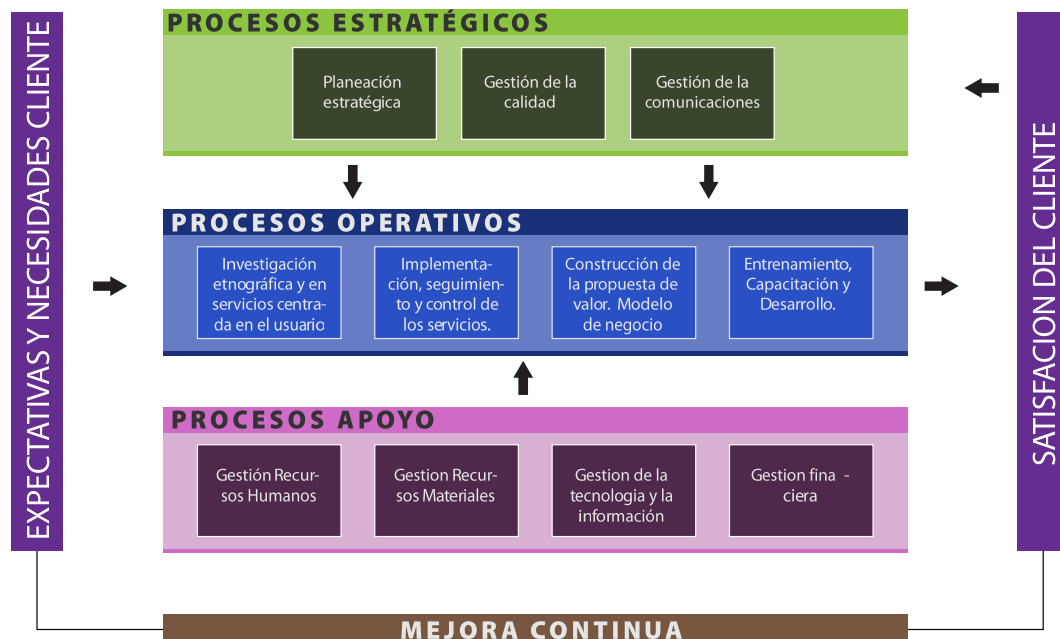 EXPECTATIVAS Y NECESIDADES CLIENTE
PROCESOS ESTRATÉGICOS
Planeación
estratégica
Gestión de la
calidad
Gestión de la
comunicaciones
PROCESOS OPERATIVOS
Investigación
etnográfica y en
servicios centra-
da en el usuario
Implementa-
ción, seguimien-
to y control de
los servicios.
Construcción de
la propuesta de
valor. Modelo
de negocio
Entrenamiento,
Capacitación y
Desarrollo.
PROCESOS APOYO
Gestión Recur-
sos Humanos
Gestion Recur-
sos Materiales
Gestion de la
tecnologia y la
información
Gestion fina -
ciera
SATISFACION DEL CLIENTE
MEJORA CONTINUA